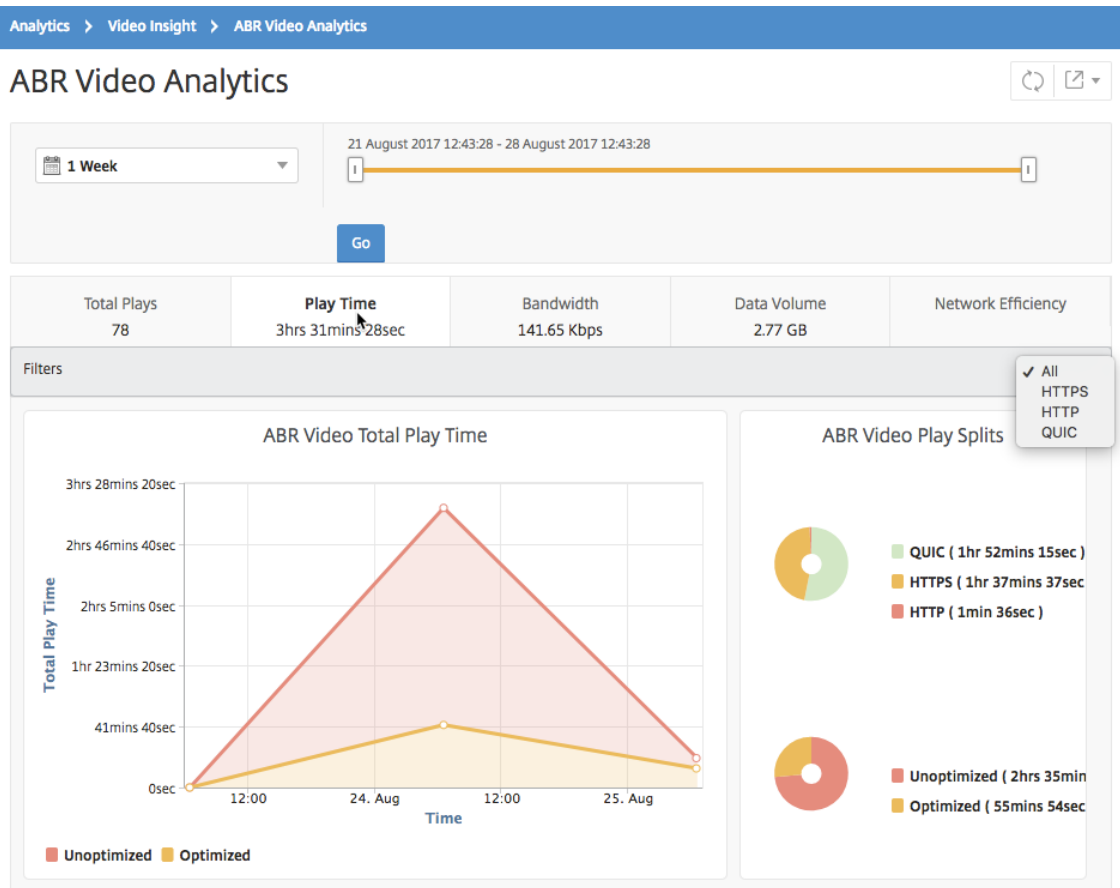 Analytics > Video Insight > ABR Video Analytics
ABR Video Analytics
21 August 2017 12:43:28 - 28 August 2017 12:43:28
1 Week
Go
Total Plays
78
Play Time
3hrs 31mins 28sec
Bandwidth
141.65 Kbps
Data Volume
2.77 GB
Network Efficiency
Filters
✓ All
HTTPS
HTTP
QUIC
ABR Video Total Play Time
3hrs 28mins 20sec
2hrs 46mins 40sec
2hrs 5mins 0sec
1hr 23mins 20sec
41mins 40sec
0sec
Total Play Time
12:00
24. Aug
12:00
25. Aug
Time
Unoptimized
Optimized
ABR Video Play Splits
QUIC ( 1hr 52mins 15sec )
HTTPS ( 1hr 37mins 37sec
HTTP ( 1min 36sec )
Unoptimized ( 2hrs 35min
Optimized ( 55mins 54sec